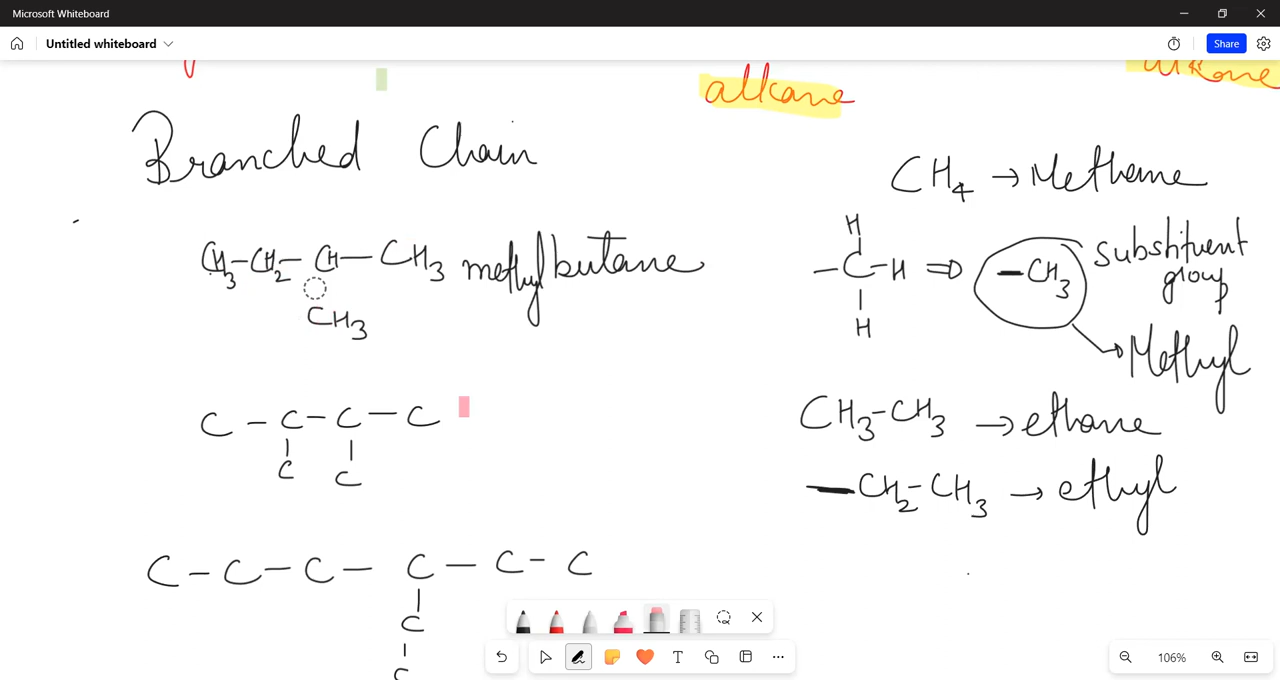 Microsoft Whiteboard
Untitled whiteboard
Share
alkane
alkane
Branched Chain
CH4 → Methane
CH3–CH2–CH–CH3 methylbutane
CH3
H
–C–H ⇒ –CH3 substituent group
H
Methyl
CH3–CH3 → ethane
C – C – C – C
C C
–CH2–CH3 → ethyl
C – C – C – C – C – C
C
C
106%